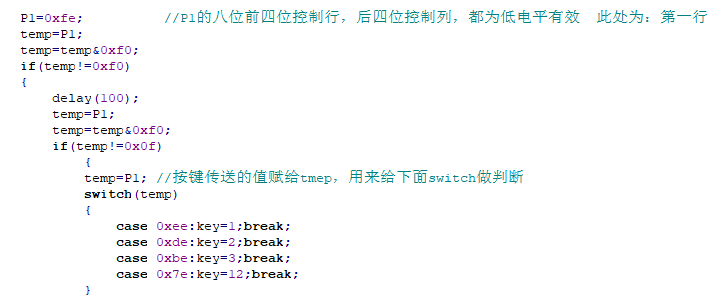 P1=0xfe;          //P1的八位前四位控制行，后四位控制列，都为低电平有效  此处为：第一行
temp=P1;
temp=temp&0xf0;
if(temp!=0xf0)
{
    delay(100);
    temp=P1;
    temp=temp&0xf0;
    if(temp!=0x0f)
        {
        temp=P1; //按键传送的值赋给tmep，用来给下面switch做判断
        switch(temp)
        {
            case 0xee:key=1;break;
            case 0xde:key=2;break;
            case 0xbe:key=3;break;
            case 0x7e:key=12;break;
        }